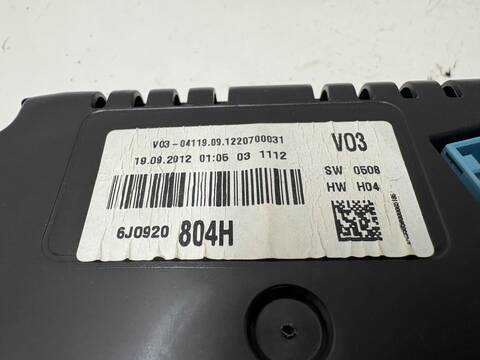 V03-04119.09.1220700031
19.09.2012 01:05 03 1112
6J0920 804H
V03
SW 0508
HW H04